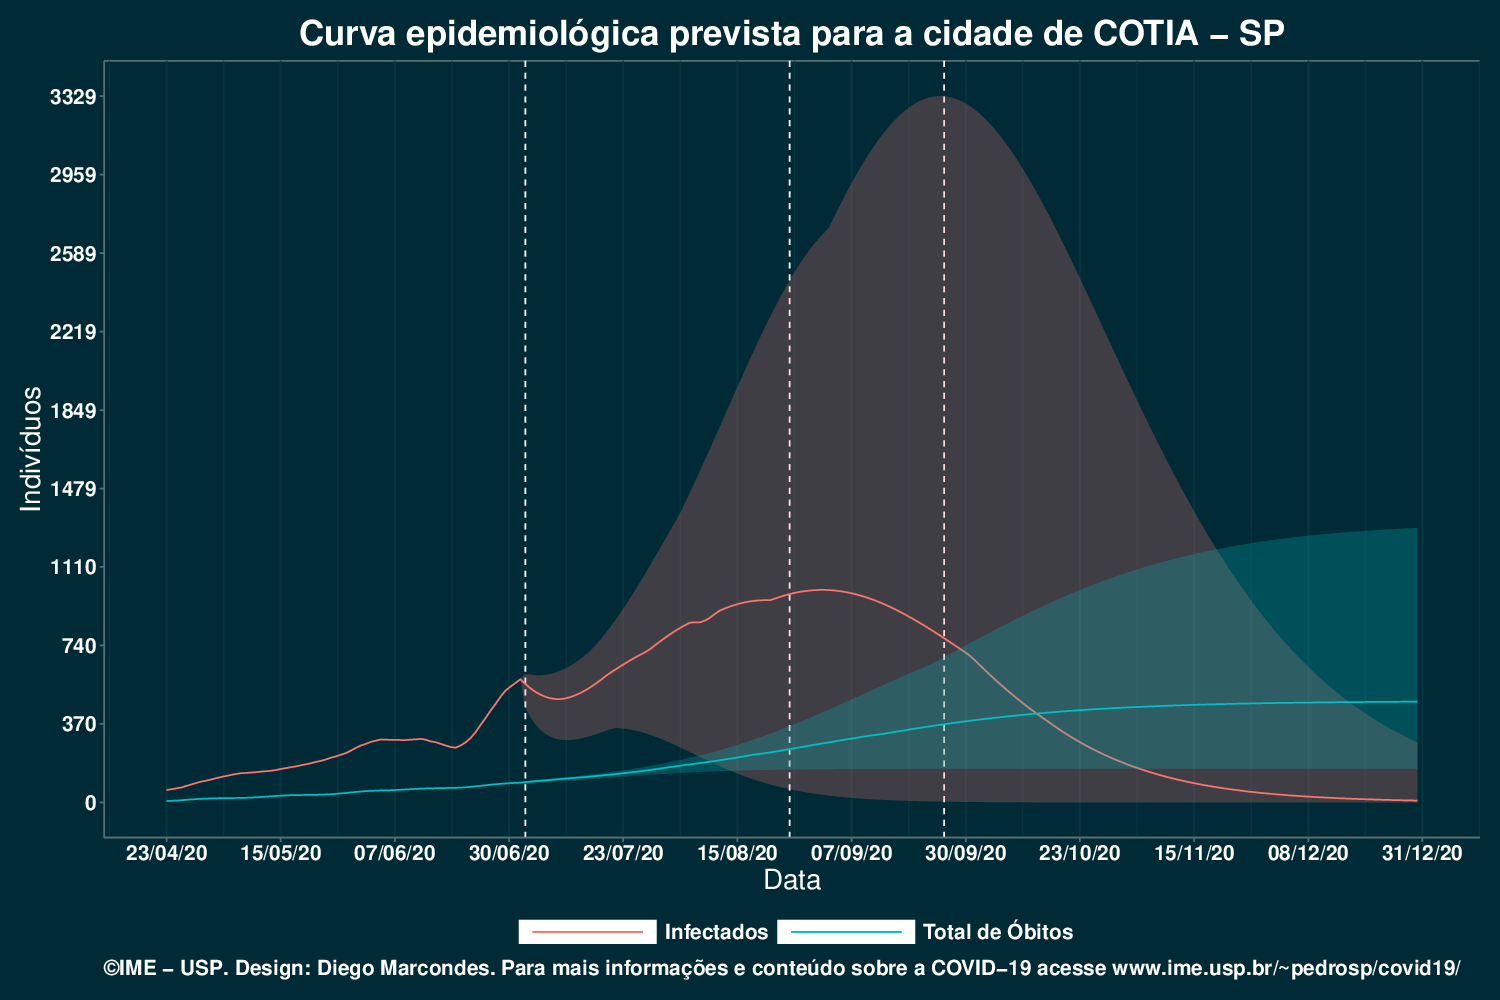 Curva epidemiológica prevista para a cidade de COTIA – SP
3329
2959
2589
2219
1849
1479
1110
740
370
0
Indivíduos
23/04/20 15/05/20 07/06/20 30/06/20 23/07/20 15/08/20 07/09/20 30/09/20 23/10/20 15/11/20 08/12/20 31/12/20
Data
Infectados Total de Óbitos
©IME – USP. Design: Diego Marcondes. Para mais informações e conteúdo sobre a COVID–19 acesse www.ime.usp.br/~pedrosp/covid19/